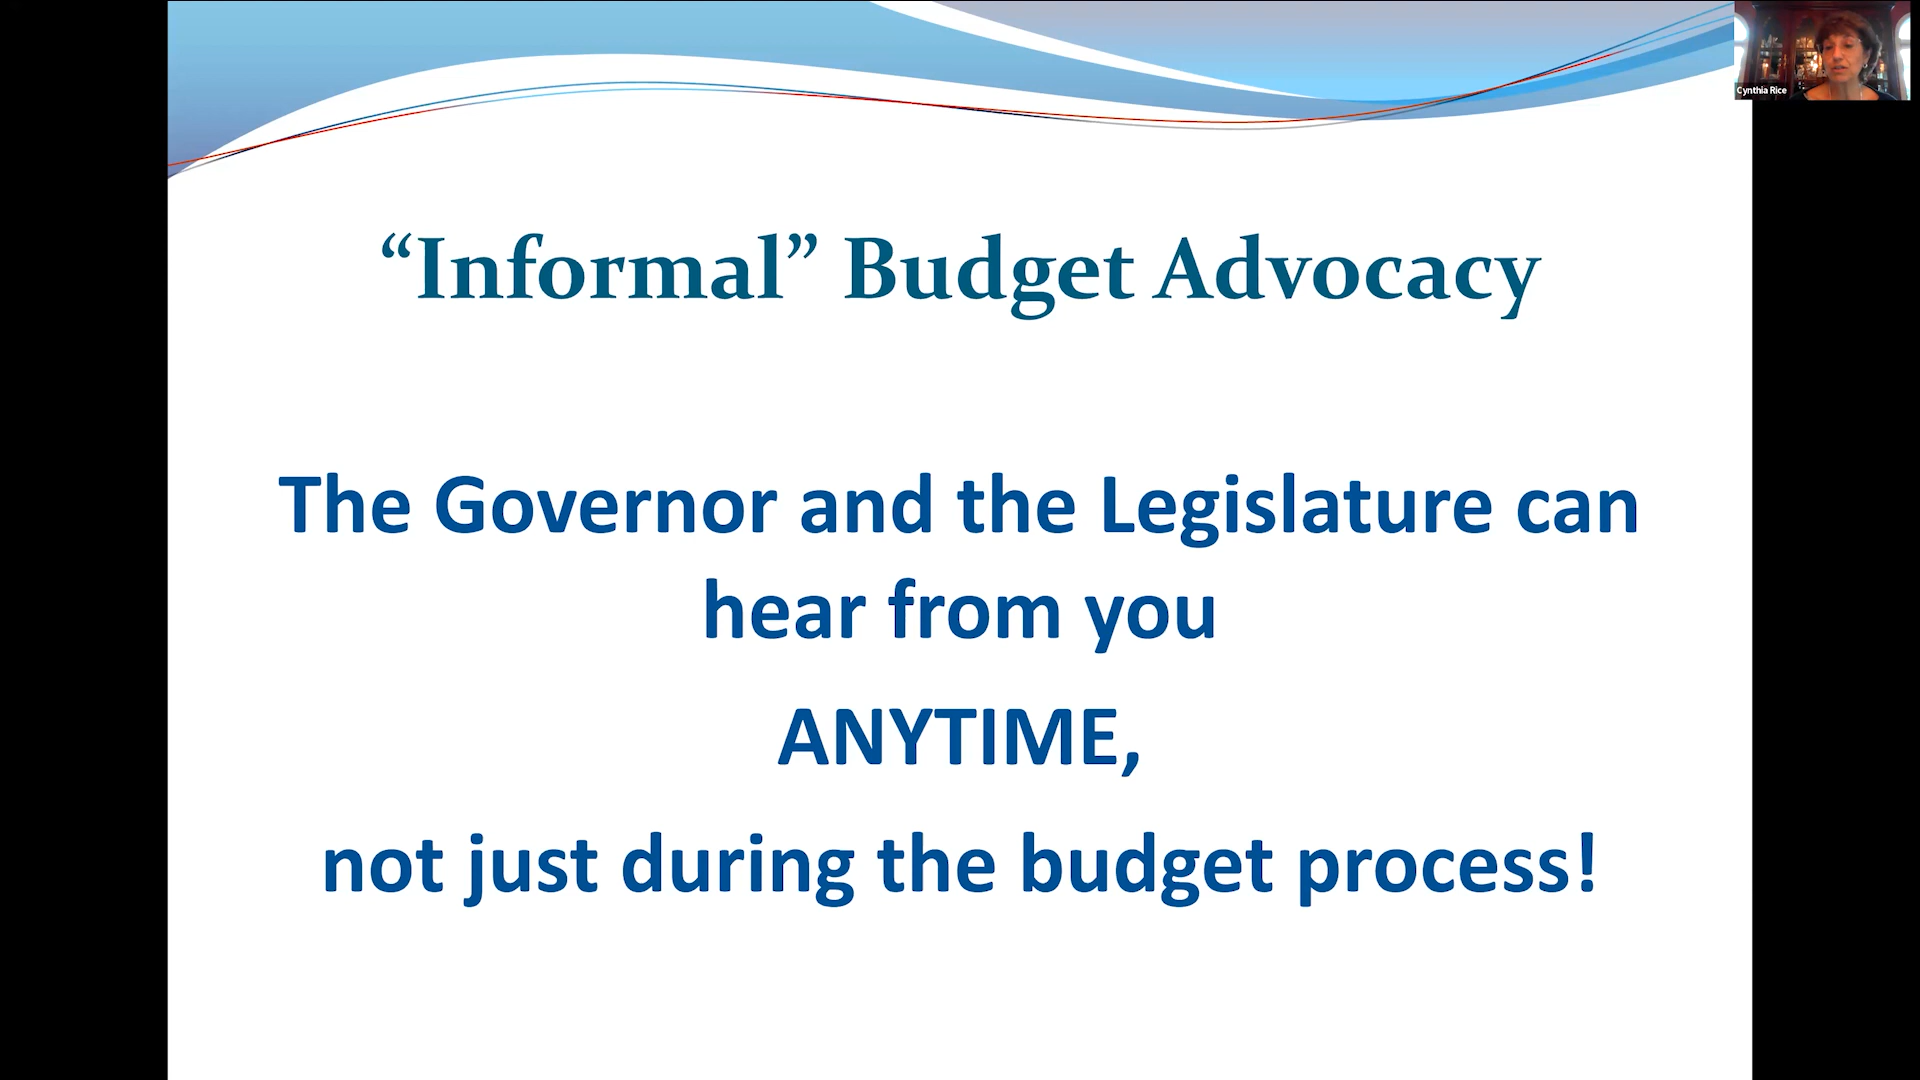 Cynthia Rice
“Informal” Budget Advocacy
The Governor and the Legislature can
hear from you
ANYTIME,
not just during the budget process!